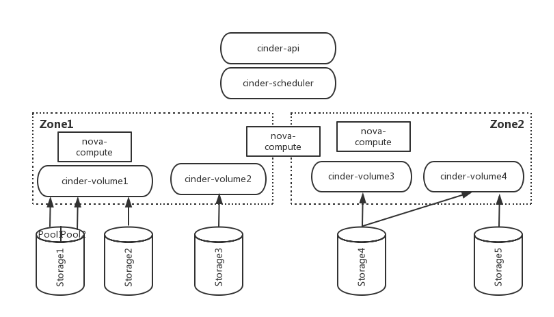 cinder-api
cinder-scheduler
Zone1
Zone2
nova-
compute
nova-
compute
nova-
compute
cinder-volume1
cinder-volume2
cinder-volume3
cinder-volume4
Pool1
Pool2
Storage1
Storage2
Storage3
Storage4
Storage5